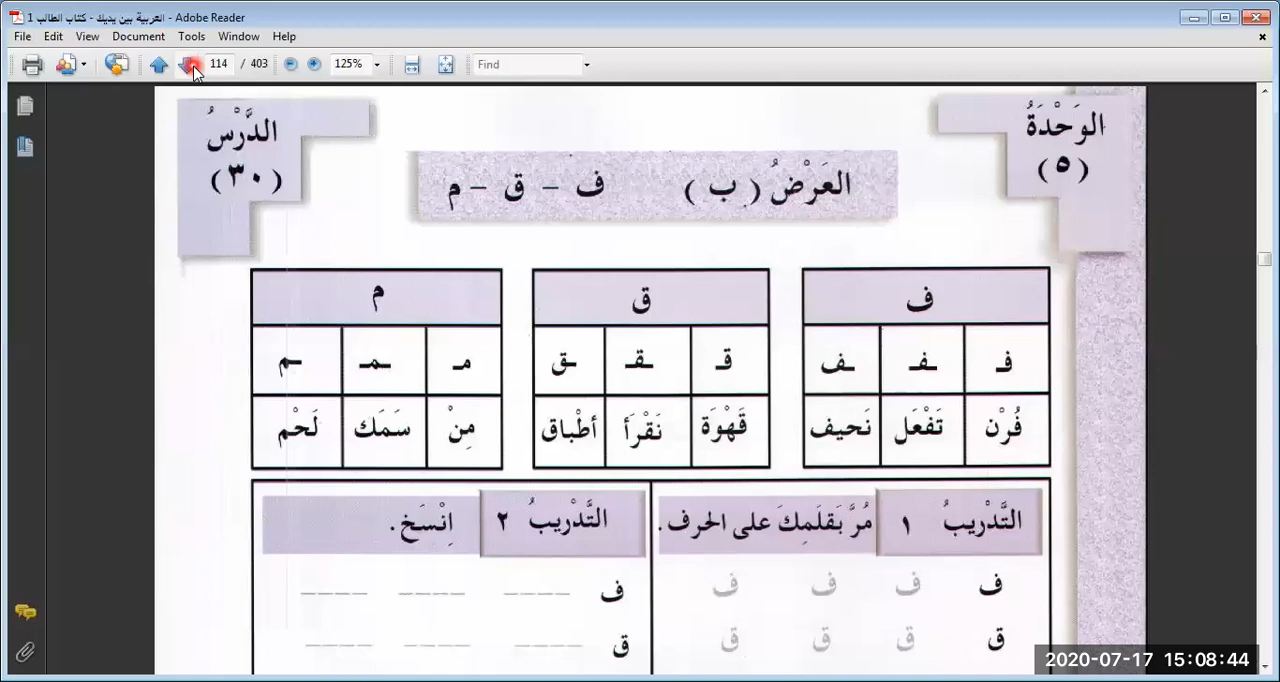 العربية بين يديك - كتاب الطالب 1 - Adobe Reader
File Edit View Document Tools Window Help
114 / 403 125% Find
الوَحْدَةُ (٥)
الدَّرْسُ (٣٠)
العَرْضُ ( ب ) ف – ق – م
ف
فـ ـفـ ـف
فُرْن تَفْعَل نَحيف
ق
قـ ـقـ ـق
قَهْوَة نَقْرَأ أطْباق
م
مـ ـمـ ـم
مِنْ سَمَك لَحْم
التَّدْريبُ ١ مُرَّ بَقلَمِكَ على الحرف .
ف ف ف ف
ق ق ق ق
التَّدْريبُ ٢ اِنْسَخ .
ف ---- ---- ----
ق ---- ---- ----
2020-07-17 15:08:44